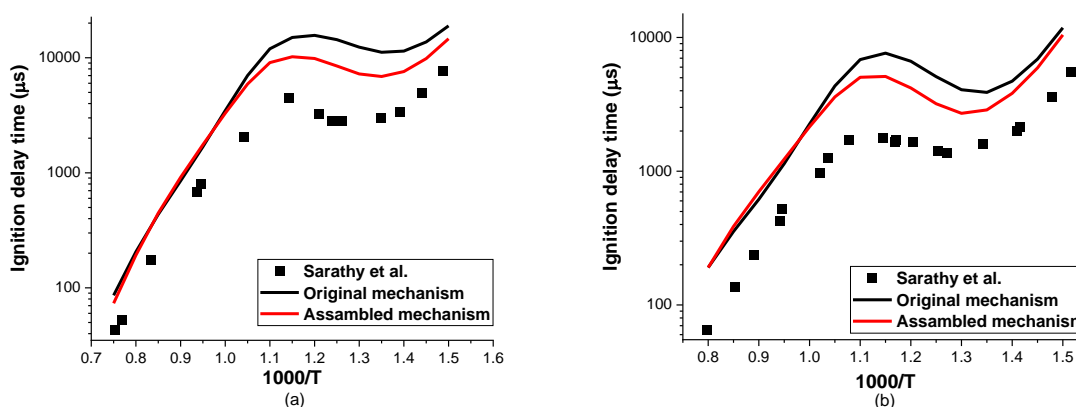 Ignition delay time (μs)
10000
1000
100
0.7 0.8 0.9 1.0 1.1 1.2 1.3 1.4 1.5 1.6
1000/T
(a)
Sarathy et al.
Original mechanism
Assambled mechanism
Ignition delay time (μs)
10000
1000
100
0.8 0.9 1.0 1.1 1.2 1.3 1.4 1.5
1000/T
(b)
Sarathy et al.
Original mechanism
Assambled mechanism